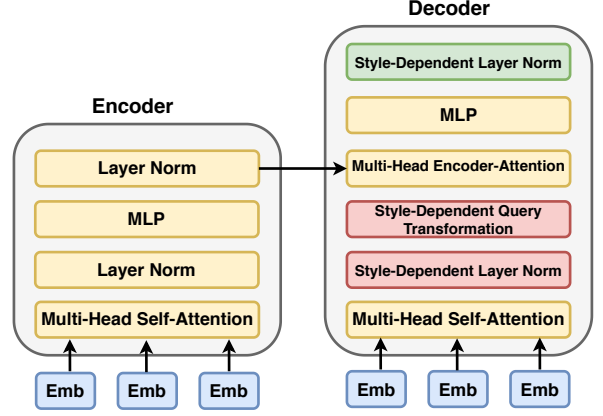 Encoder
Layer Norm
MLP
Layer Norm
Multi-Head Self-Attention
Emb Emb Emb
Decoder
Style-Dependent Layer Norm
MLP
Multi-Head Encoder-Attention
Style-Dependent Query
Transformation
Style-Dependent Layer Norm
Multi-Head Self-Attention
Emb Emb Emb